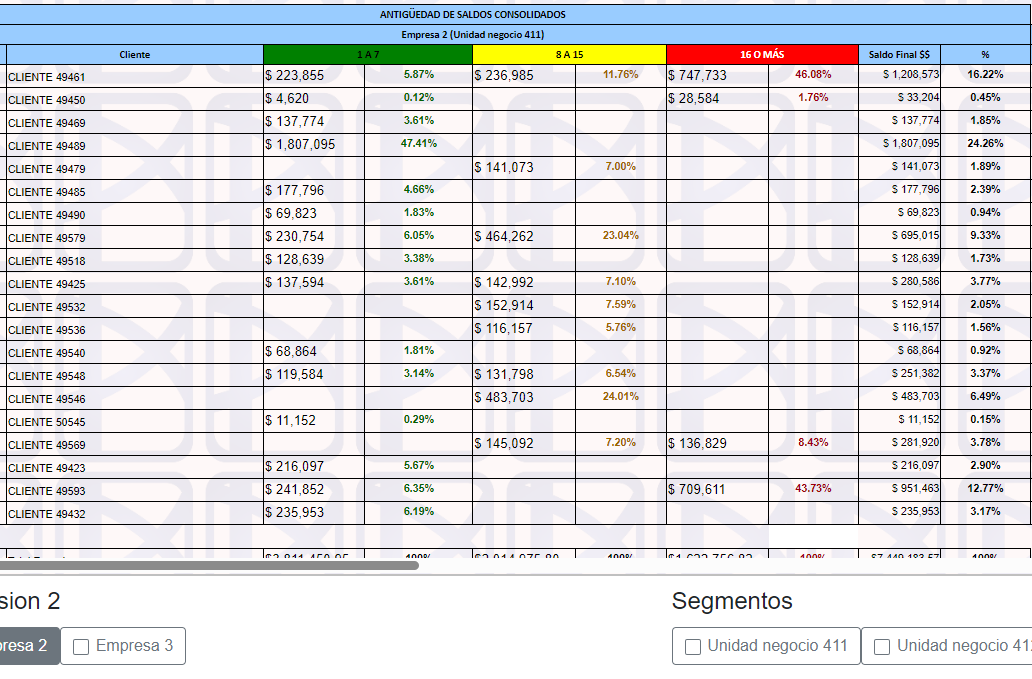 ANTIGÜEDAD DE SALDOS CONSOLIDADOS
Empresa 2 (Unidad negocio 411)
Cliente 1 A 7 8 A 15 16 O MÁS Saldo Final $$ %
CLIENTE 49461 $ 223,855 5.87% $ 236,985 11.76% $ 747,733 46.08% $ 1,208,573 16.22%
CLIENTE 49450 $ 4,620 0.12% $ 28,584 1.76% $ 33,204 0.45%
CLIENTE 49469 $ 137,774 3.61% $ 137,774 1.85%
CLIENTE 49489 $ 1,807,095 47.41% $ 1,807,095 24.26%
CLIENTE 49479 $ 141,073 7.00% $ 141,073 1.89%
CLIENTE 49485 $ 177,796 4.66% $ 177,796 2.39%
CLIENTE 49490 $ 69,823 1.83% $ 69,823 0.94%
CLIENTE 49579 $ 230,754 6.05% $ 464,262 23.04% $ 695,015 9.33%
CLIENTE 49518 $ 128,639 3.38% $ 128,639 1.73%
CLIENTE 49425 $ 137,594 3.61% $ 142,992 7.10% $ 280,586 3.77%
CLIENTE 49532 $ 152,914 7.59% $ 152,914 2.05%
CLIENTE 49536 $ 116,157 5.76% $ 116,157 1.56%
CLIENTE 49540 $ 68,864 1.81% $ 68,864 0.92%
CLIENTE 49548 $ 119,584 3.14% $ 131,798 6.54% $ 251,382 3.37%
CLIENTE 49546 $ 483,703 24.01% $ 483,703 6.49%
CLIENTE 50545 $ 11,152 0.29% $ 11,152 0.15%
CLIENTE 49569 $ 145,092 7.20% $ 136,829 8.43% $ 281,920 3.78%
CLIENTE 49423 $ 216,097 5.67% $ 216,097 2.90%
CLIENTE 49593 $ 241,852 6.35% $ 709,611 43.73% $ 951,463 12.77%
CLIENTE 49432 $ 235,953 6.19% $ 235,953 3.17%
100% 100% 100% 100%
sion 2 Segmentos
resa 2 Empresa 3 Unidad negocio 411 Unidad negocio 41